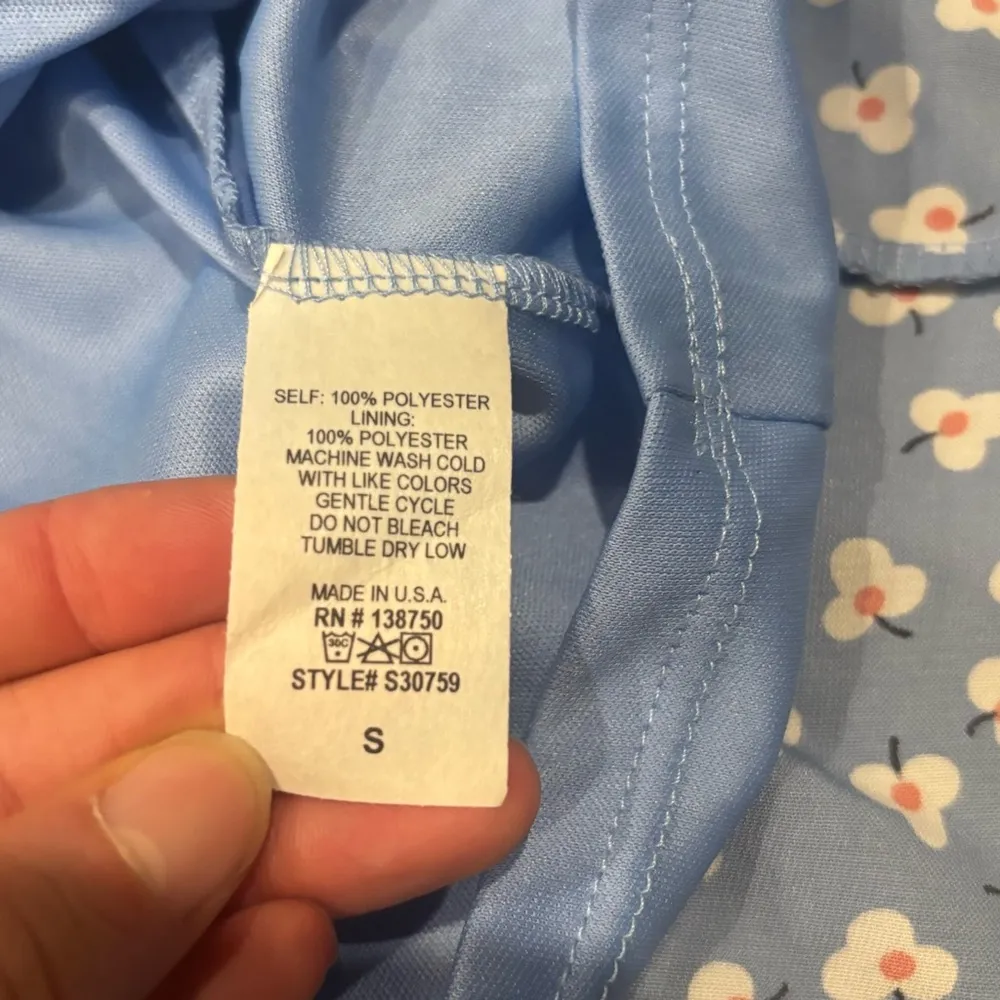 SELF: 100% POLYESTER
LINING:
100% POLYESTER
MACHINE WASH COLD
WITH LIKE COLORS
GENTLE CYCLE
DO NOT BLEACH
TUMBLE DRY LOW
MADE IN U.S.A.
RN # 138750
30C
STYLE# S30759
S